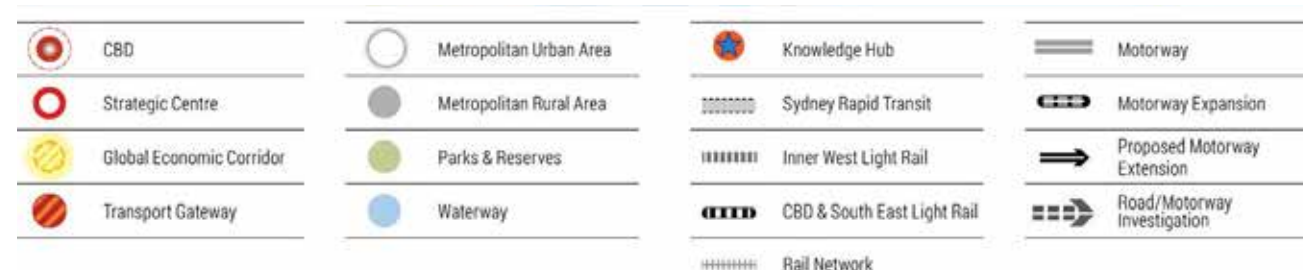 CBD
Strategic Centre
Global Economic Corridor
Transport Gateway
Metropolitan Urban Area
Metropolitan Rural Area
Parks & Reserves
Waterway
Knowledge Hub
Sydney Rapid Transit
Inner West Light Rail
CBD & South East Light Rail
Rail Network
Motorway
Motorway Expansion
Proposed Motorway
Extension
Road/Motorway
Investigation